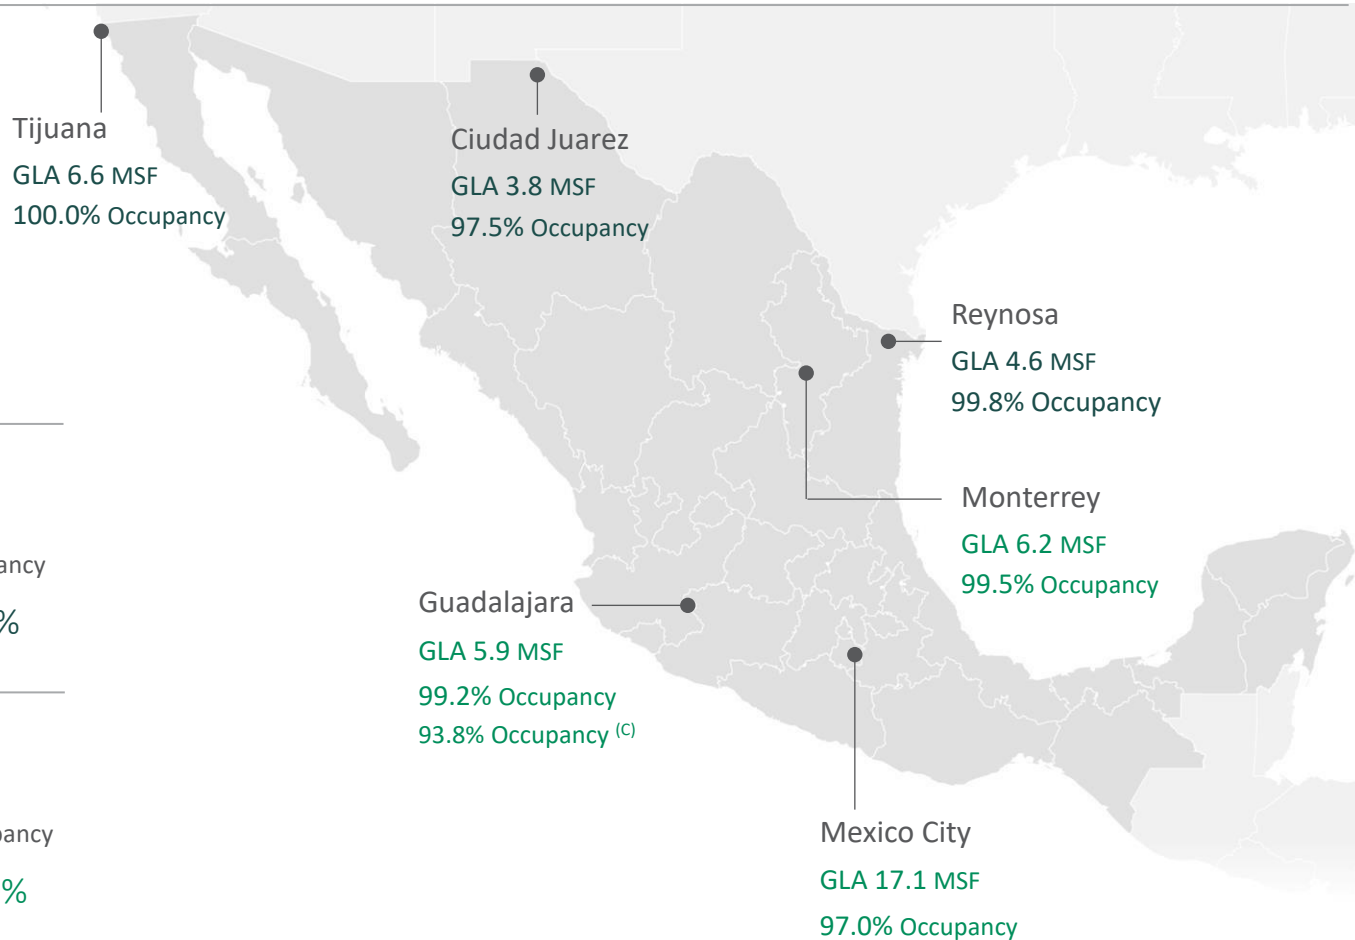 Tijuana
GLA 6.6 MSF
100.0% Occupancy
Ciudad Juarez
GLA 3.8 MSF
97.5% Occupancy
Reynosa
GLA 4.6 MSF
99.8% Occupancy
Monterrey
GLA 6.2 MSF
99.5% Occupancy
ancy
%
Guadalajara
GLA 5.9 MSF
99.2% Occupancy
93.8% Occupancy (C)
pancy
%
Mexico City
GLA 17.1 MSF
97.0% Occupancy